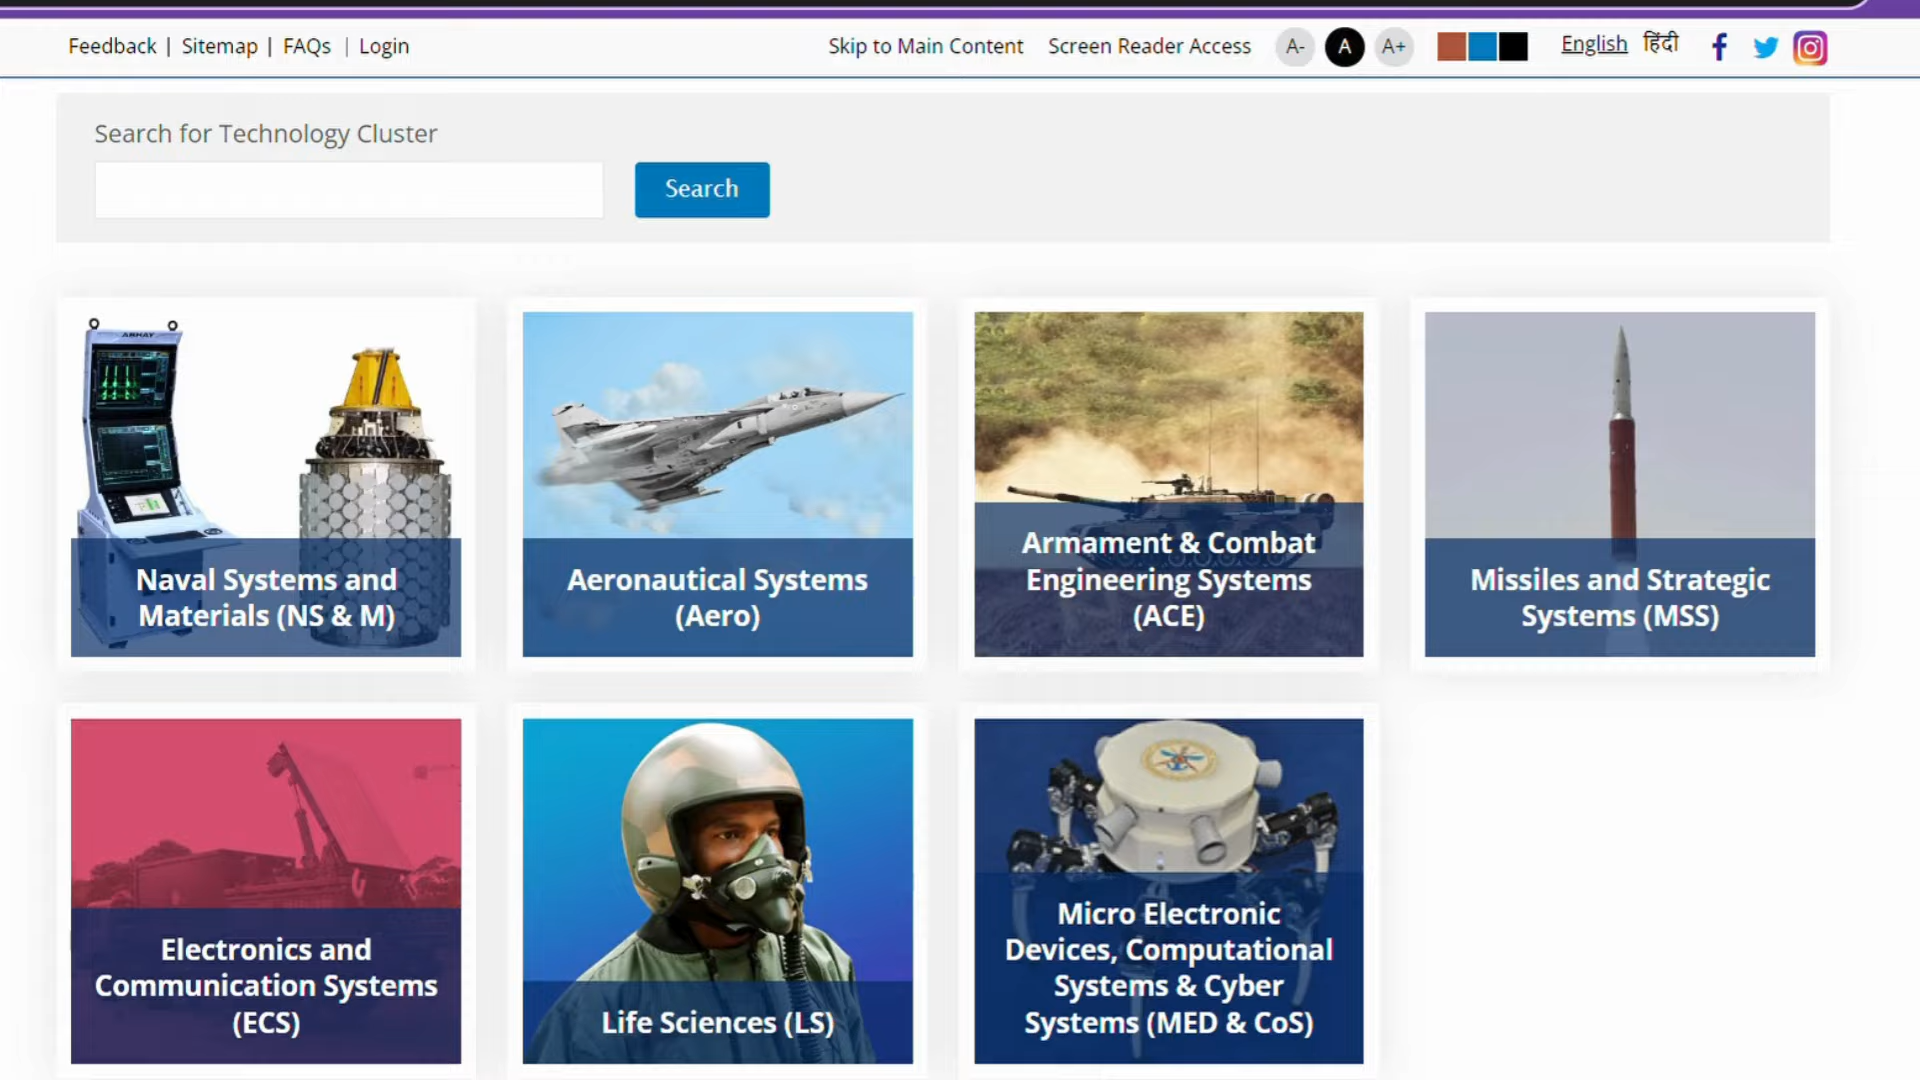 Feedback | Sitemap | FAQs | Login
Skip to Main Content Screen Reader Access A- A A+ English हिंदी
Search for Technology Cluster
Search
Naval Systems and
Materials (NS & M)
Aeronautical Systems
(Aero)
Armament & Combat
Engineering Systems
(ACE)
Missiles and Strategic
Systems (MSS)
Electronics and
Communication Systems
(ECS)
Life Sciences (LS)
Micro Electronic
Devices, Computational
Systems & Cyber
Systems (MED & CoS)